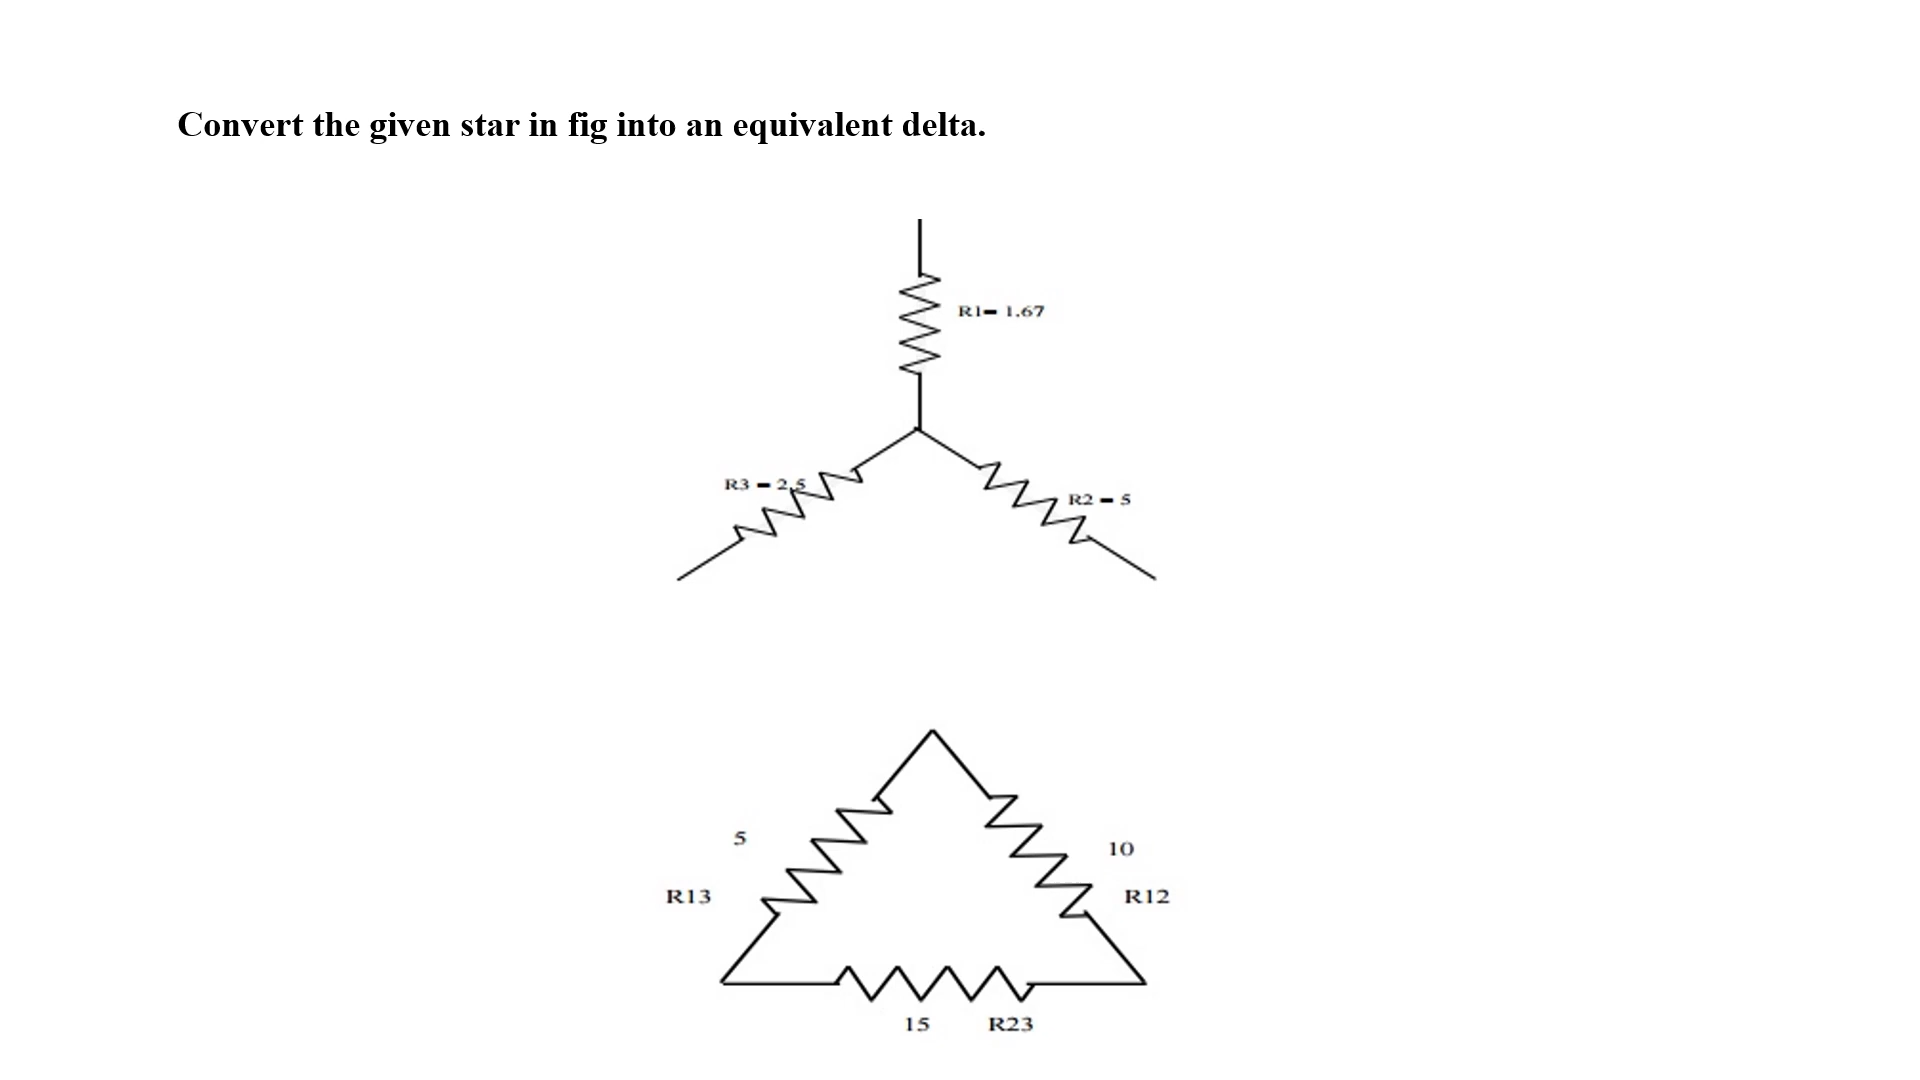 Convert the given star in fig into an equivalent delta.
R1= 1.67
R3 = 2.5
R2 = 5
5
10
R13
R12
15 R23